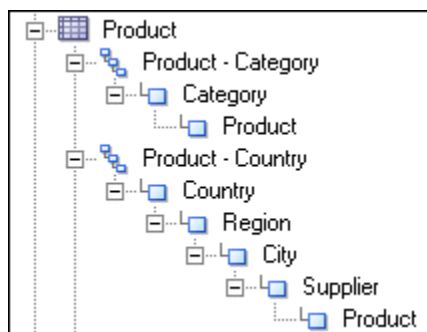 Product
Product - Category
Category
Product
Product - Country
Country
Region
City
Supplier
Product